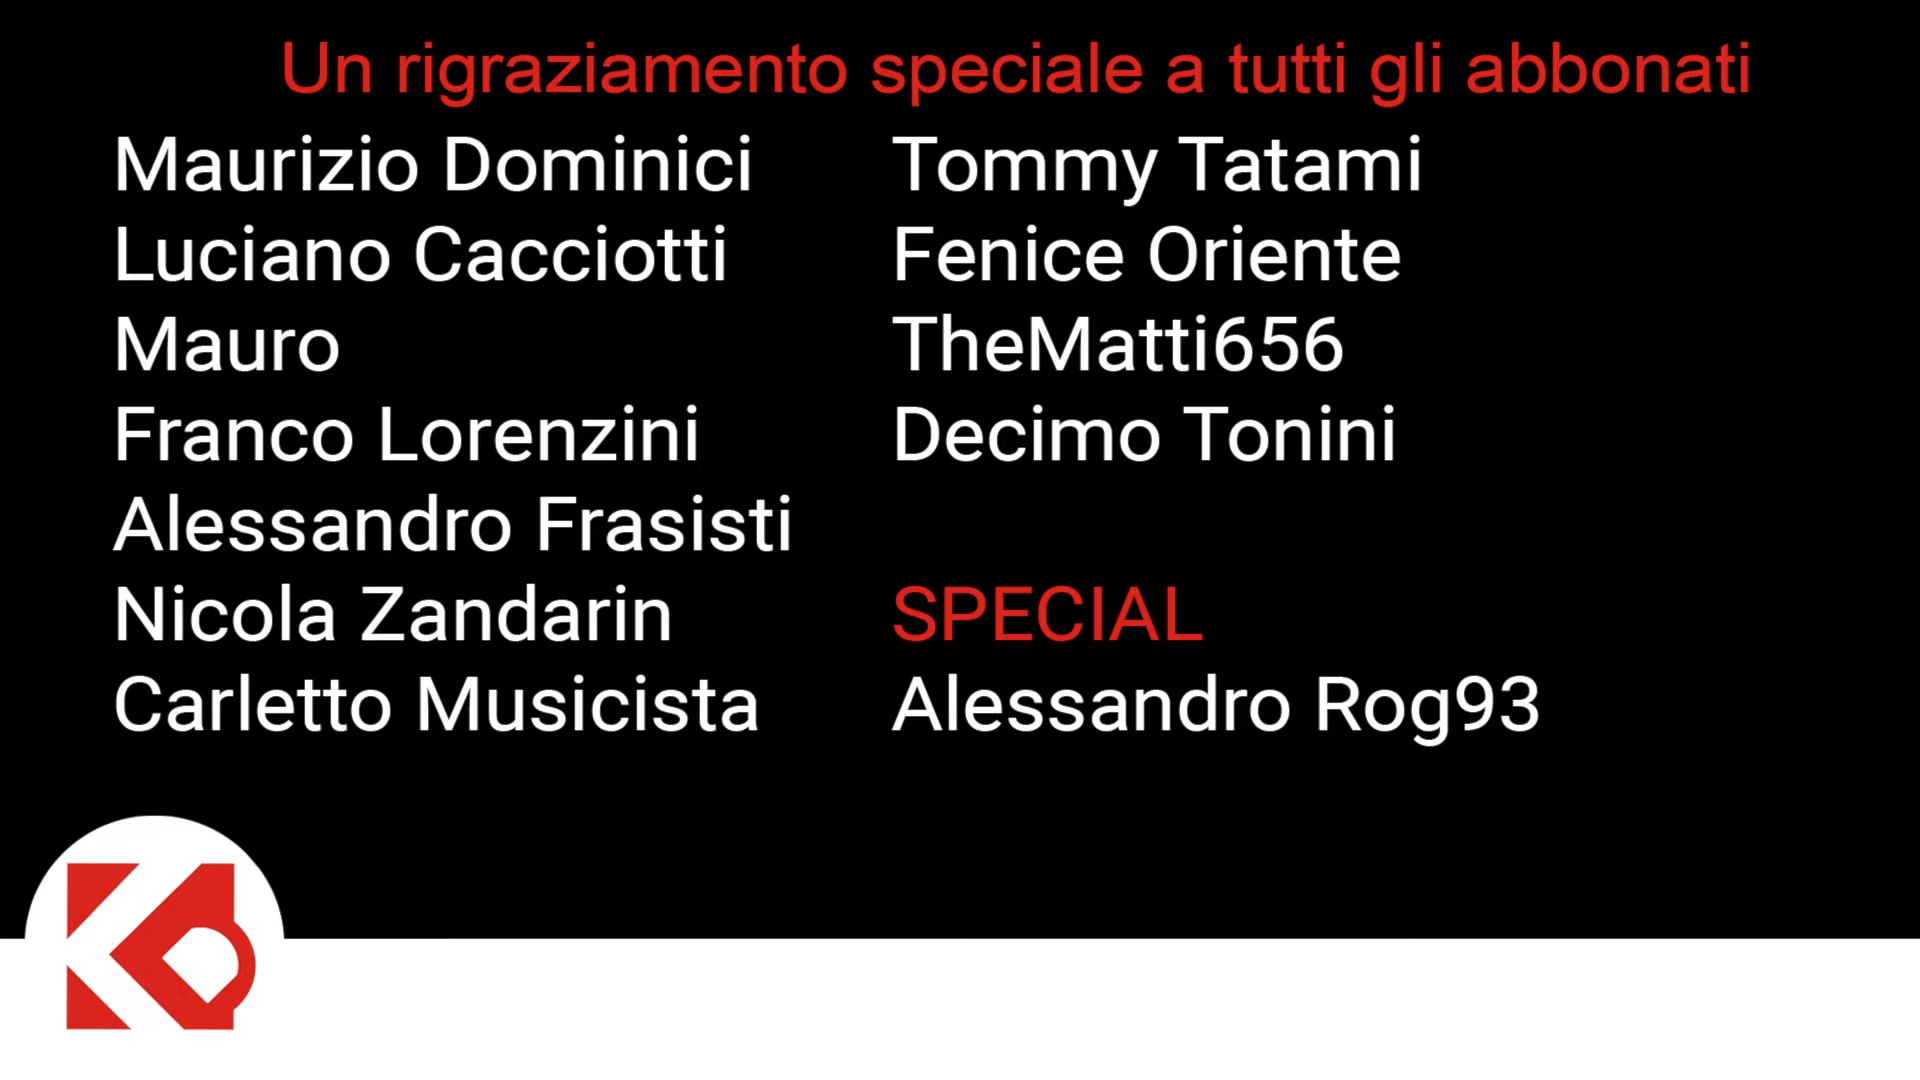 Un rigraziamento speciale a tutti gli abbonati
Maurizio Dominici
Luciano Cacciotti
Mauro
Franco Lorenzini
Alessandro Frasisti
Nicola Zandarin
Carletto Musicista
Tommy Tatami
Fenice Oriente
TheMatti656
Decimo Tonini
SPECIAL
Alessandro Rog93